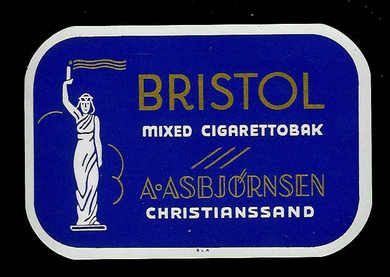 BRISTOL
MIXED CIGARETTOBAK
A•ASBJØRNSEN
CHRISTIANSSAND